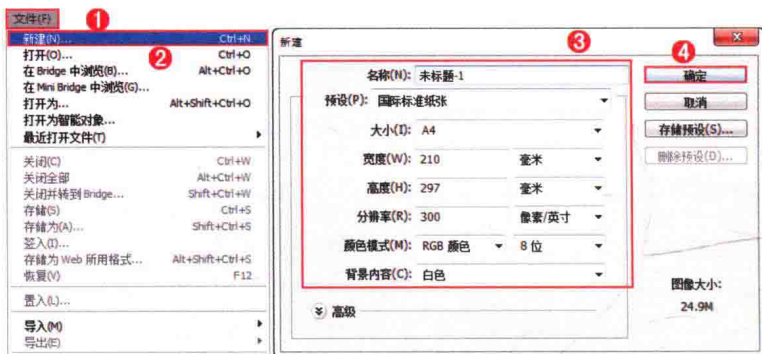 文件(F)
1
新建(N)... Ctrl+N
2
打开(O)... Ctrl+O
在 Bridge 中浏览(B)... Alt+Ctrl+O
在 Mini Bridge 中浏览(G)...
打开为... Alt+Shift+Ctrl+O
打开为智能对象...
最近打开文件(T)
关闭(C) Ctrl+W
关闭全部 Alt+Ctrl+W
关闭并转到 Bridge... Shift+Ctrl+W
存储(S) Ctrl+S
存储为(A)... Shift+Ctrl+S
签入(I)...
存储为 Web 所用格式... Alt+Shift+Ctrl+S
恢复(V) F12
置入(L)...
导入(M)
导出(E)
新建
3
名称(N): 未标题-1
预设(P): 国际标准纸张
大小(I): A4
宽度(W): 210 毫米
高度(H): 297 毫米
分辨率(R): 300 像素/英寸
颜色模式(M): RGB 颜色 8 位
背景内容(C): 白色
高级
4
确定
取消
存储预设(S)...
删除预设(D)...
图像大小:
24.9M